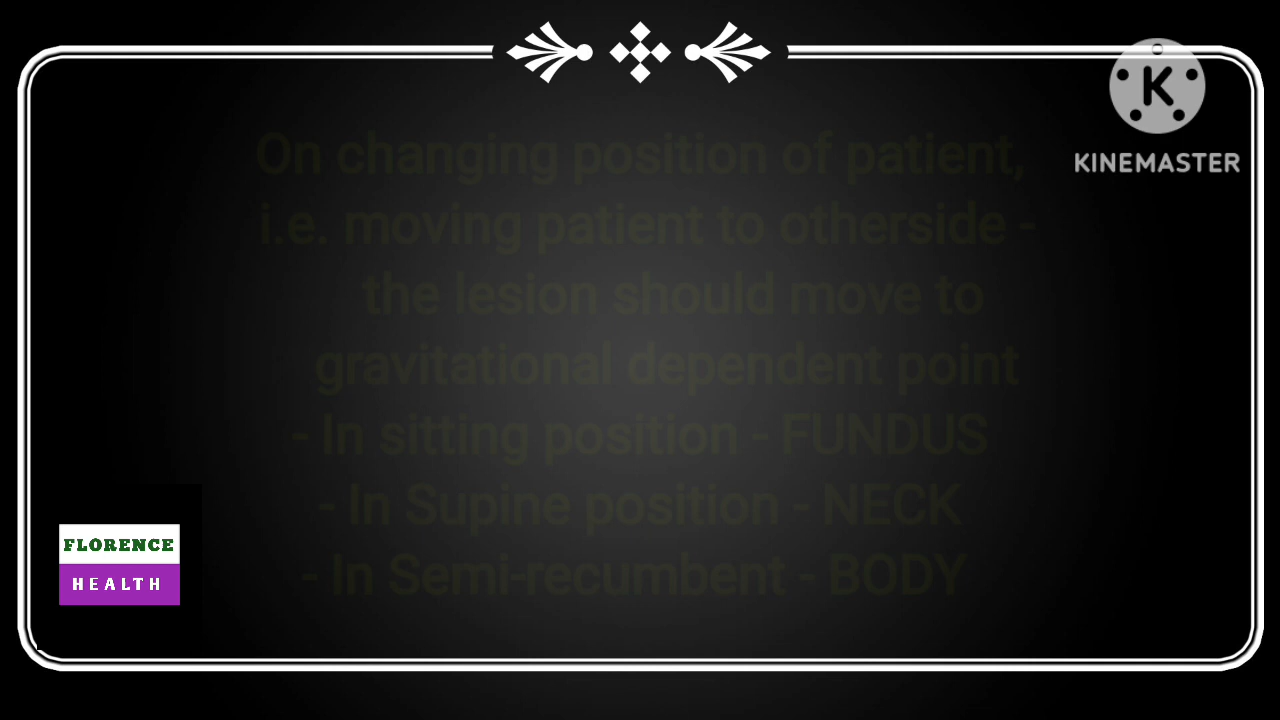 K
KINEMASTER
On changing position of patient,
i.e. moving patient to otherside -
the lesion should move to
gravitational dependent point
- In sitting position - FUNDUS
- In Supine position - NECK
- In Semi-recumbent BODY
FLORENCE
HEALTH